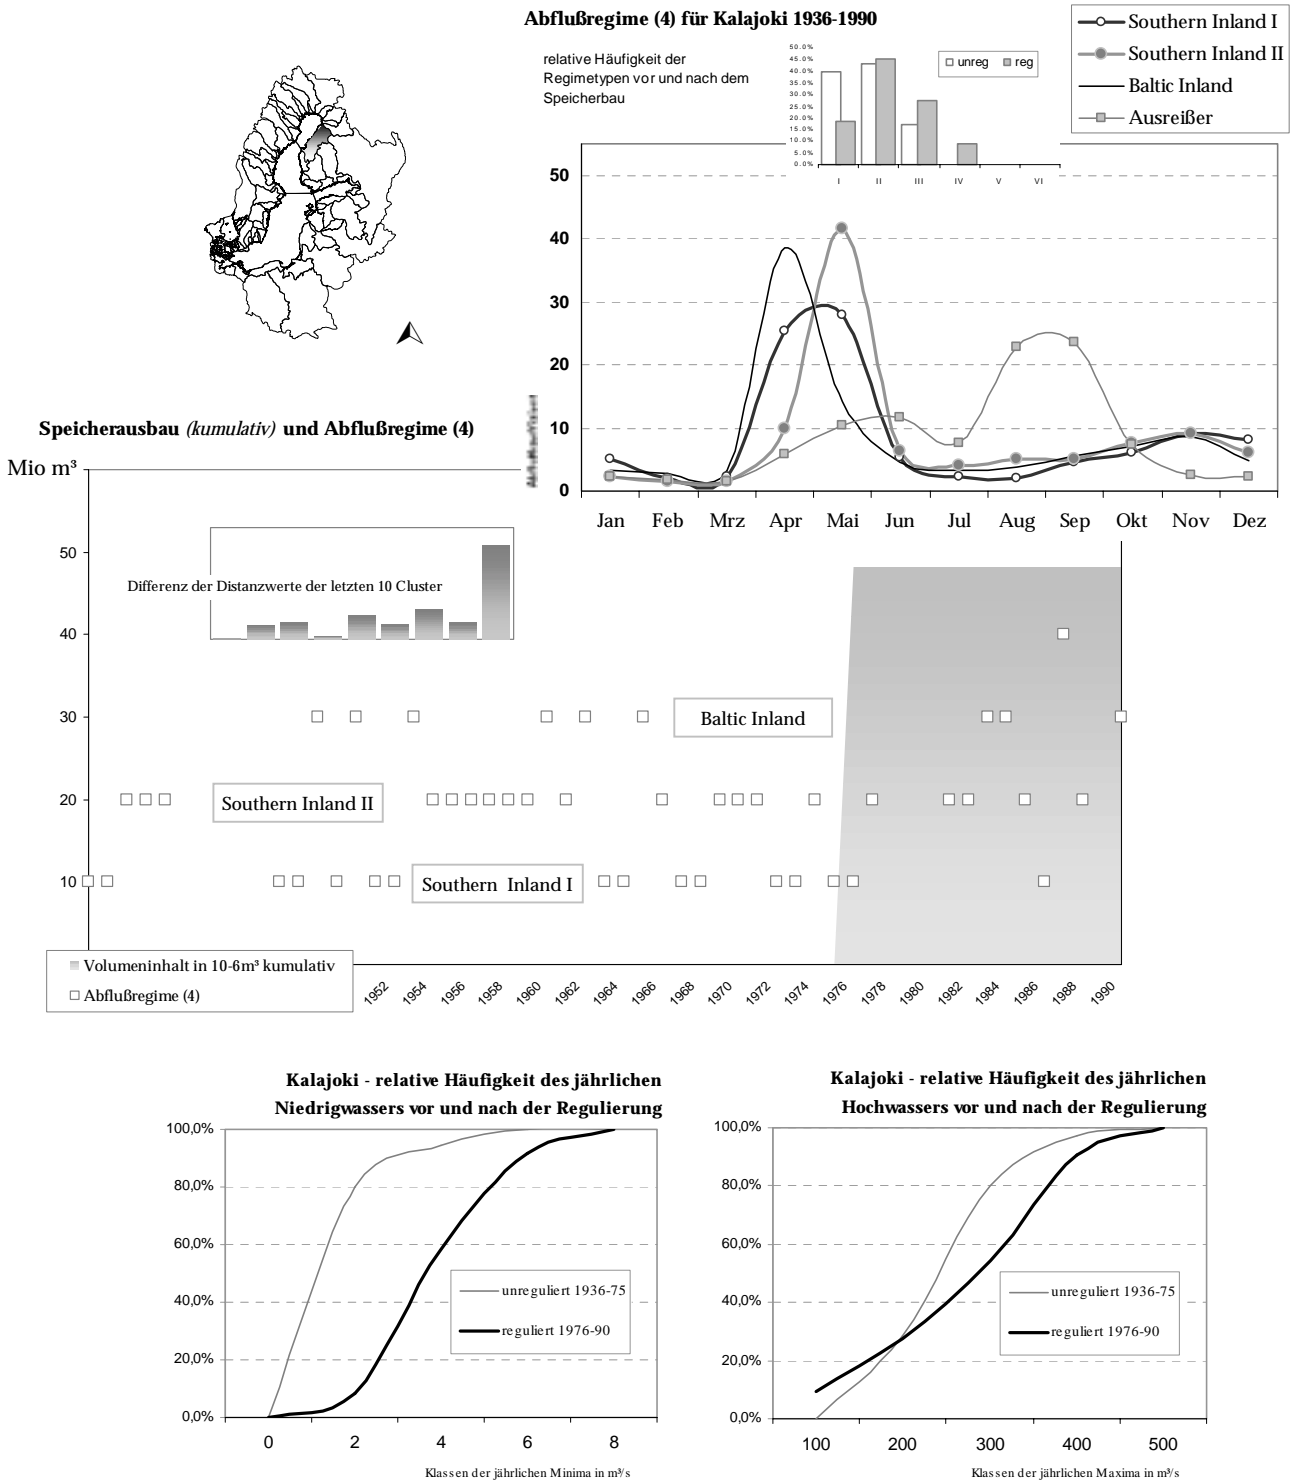 Abflußregime (4) für Kalajoki 1936-1990
relative Häufigkeit der
Regimetypen vor und nach dem
Speicherbau
50.0%
45.0%
40.0%
35.0%
30.0%
25.0%
20.0%
15.0%
10.0%
5.0%
0.0%
I II III IV V VI
unreg reg
Southern Inland I
Southern Inland II
Baltic Inland
Ausreißer
50
40
30
20
10
0
Jan Feb Mrz Apr Mai Jun Jul Aug Sep Okt Nov Dez
Speicherausbau (kumulativ) und Abflußregime (4)
Mio m³
50
40
30
20
10
Differenz der Distanzwerte der letzten 10 Cluster
Baltic Inland
Southern Inland II
Southern Inland I
Volumeninhalt in 10-6m³ kumulativ
Abflußregime (4)
1952 1954 1956 1958 1960 1962 1964 1966 1968 1970 1972 1974 1976 1978 1980 1982 1984 1986 1988 1990
Kalajoki - relative Häufigkeit des jährlichen
Niedrigwassers vor und nach der Regulierung
100,0%
80,0%
60,0%
40,0%
20,0%
0,0%
unreguliert 1936-75
reguliert 1976-90
0 2 4 6 8
Klassen der jährlichen Minima in m³/s
Kalajoki - relative Häufigkeit des jährlichen
Hochwassers vor und nach der Regulierung
100,0%
80,0%
60,0%
40,0%
20,0%
0,0%
unreguliert 1936-75
reguliert 1976-90
100 200 300 400 500
Klassen der jährlichen Maxima in m³/s